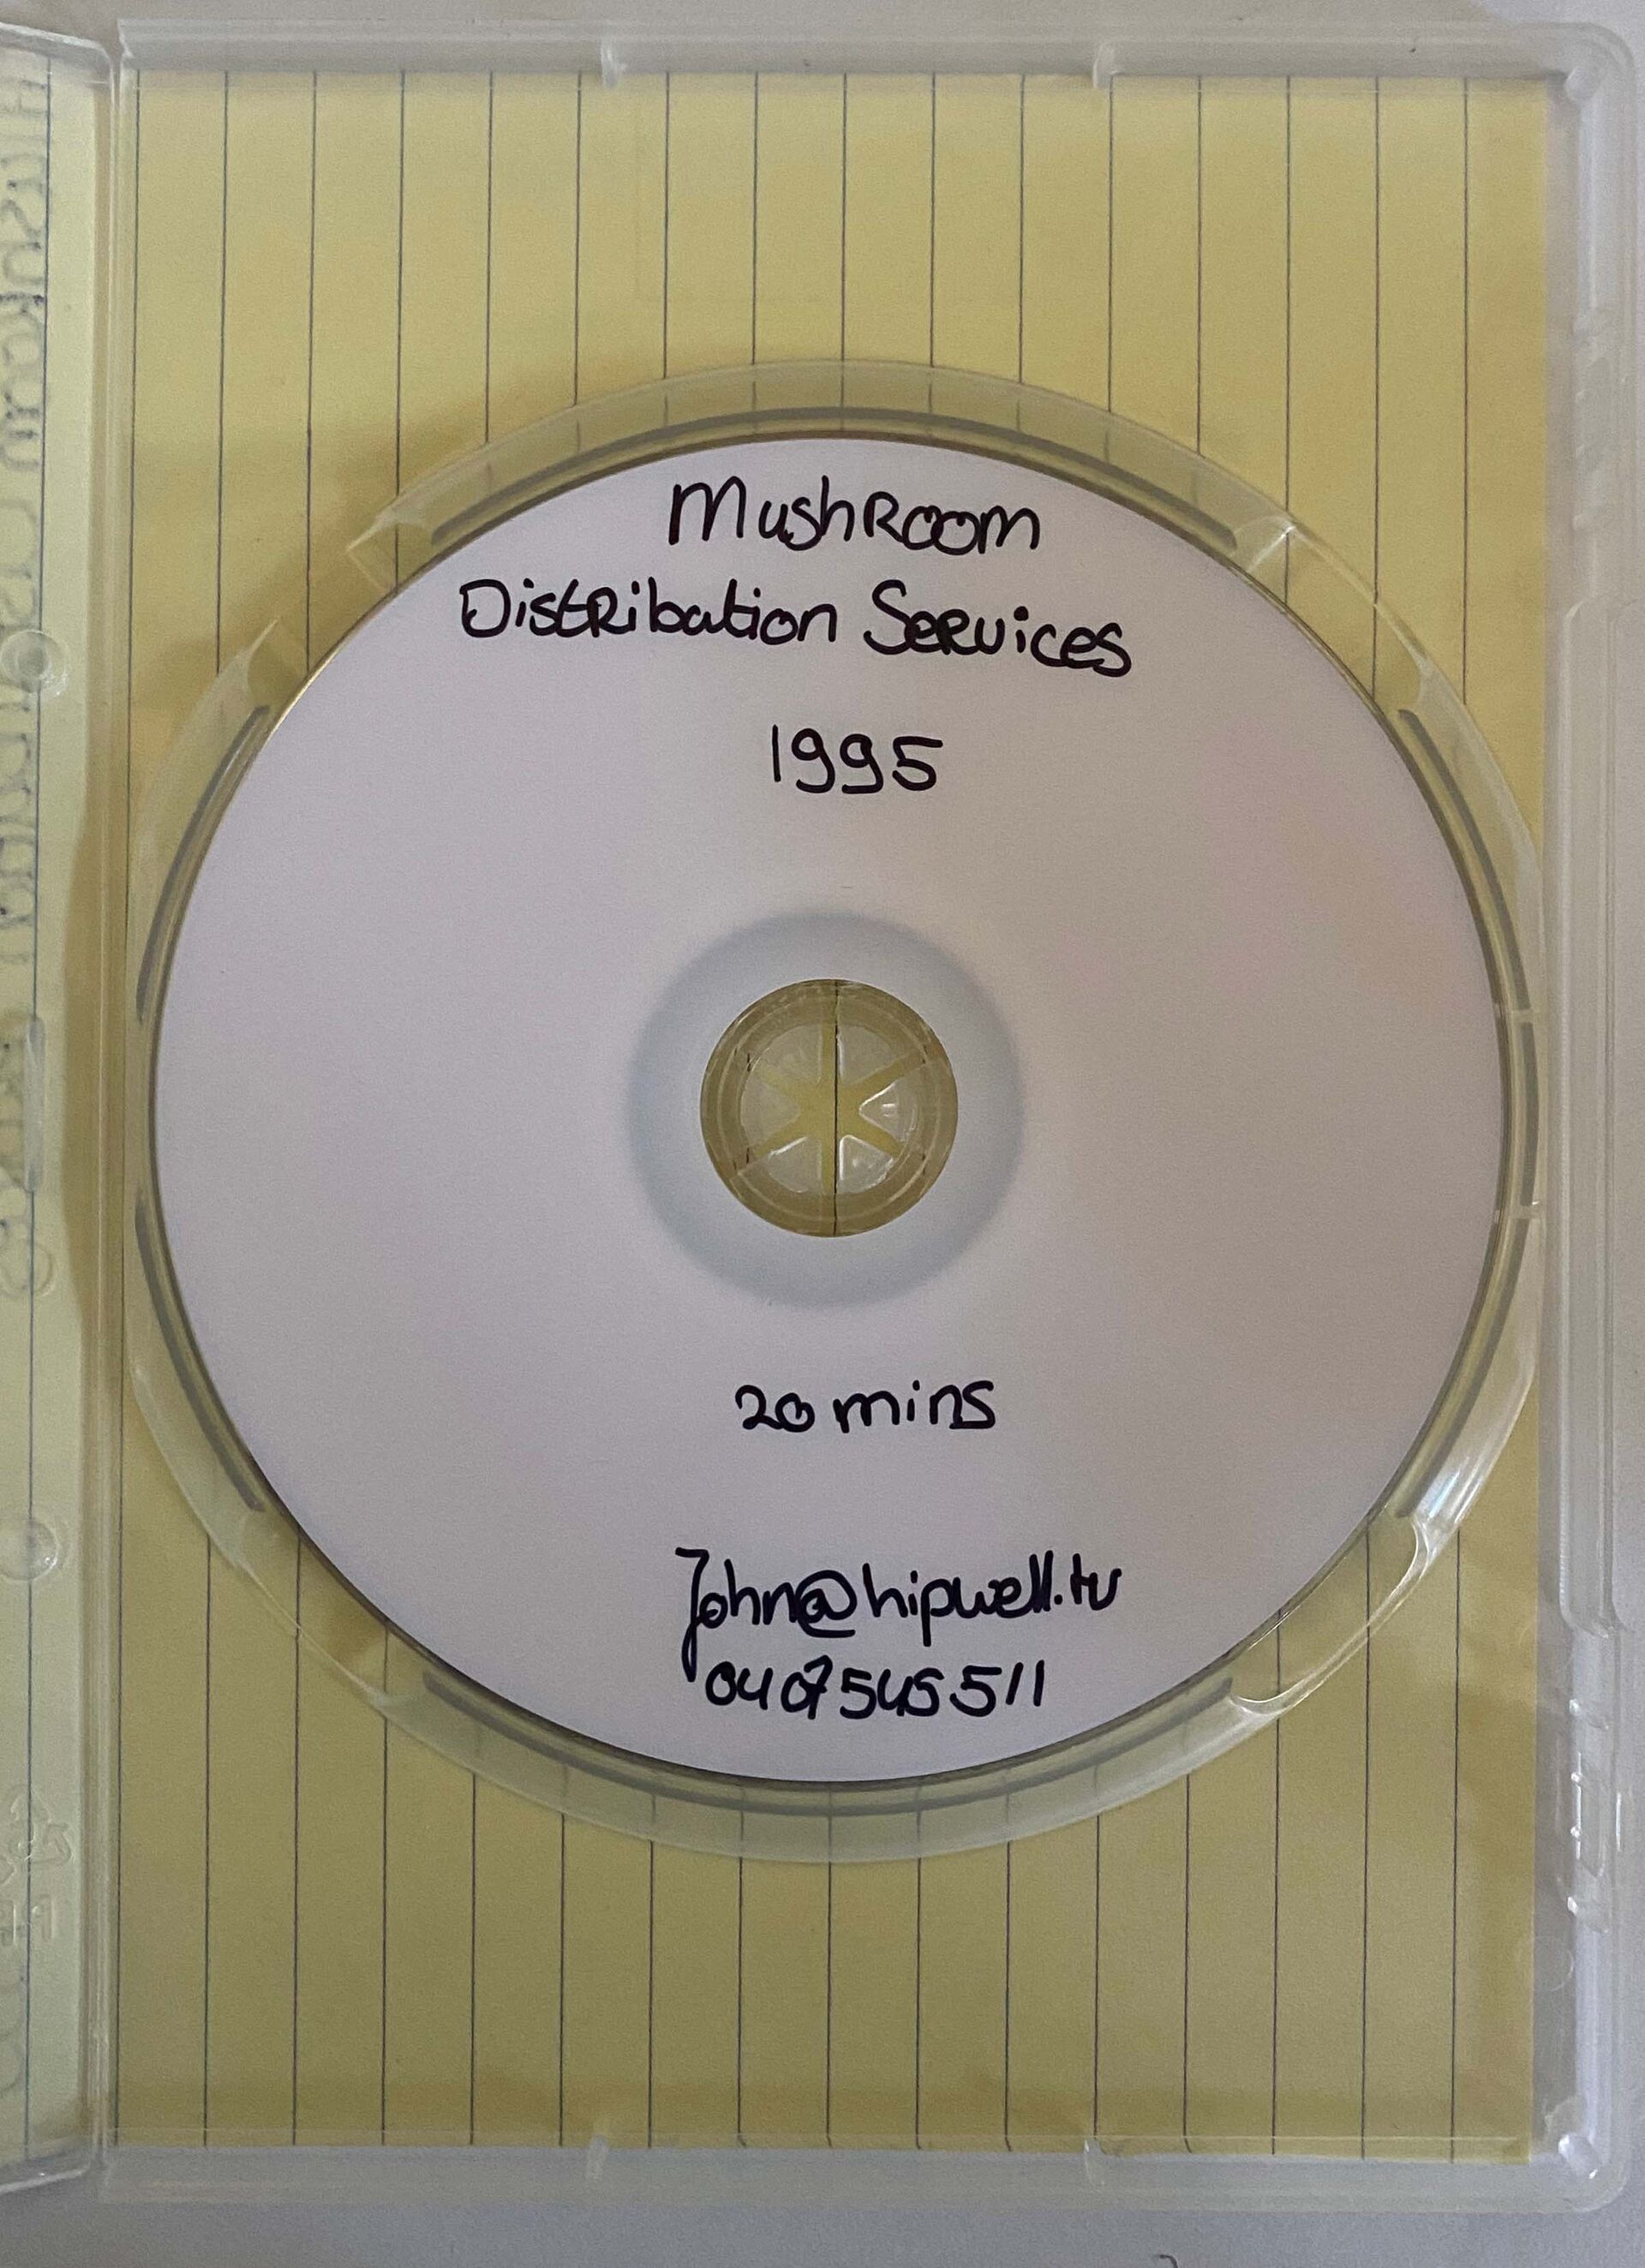 MushRoom
DistRibation SeRvices
1995
20 mins
John@hipwell.tv
0407545511